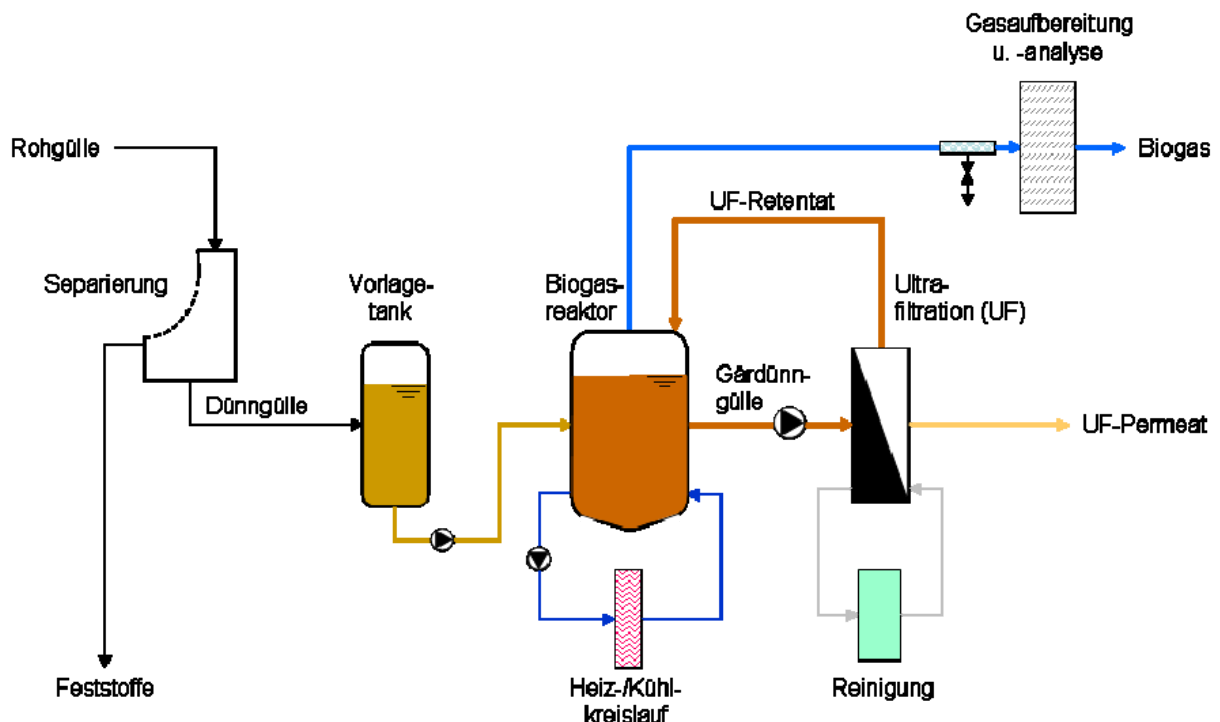 Gasaufbereitung
u. -analyse
Rohgülle
Biogas
UF-Retentat
Separierung
Vorlage-
tank
Biogas-
reaktor
Ultra-
filtration (UF)
Gärdünn-
gülle
Dünngülle
UF-Permeat
Feststoffe
Heiz-/Kühl-
kreislauf
Reinigung